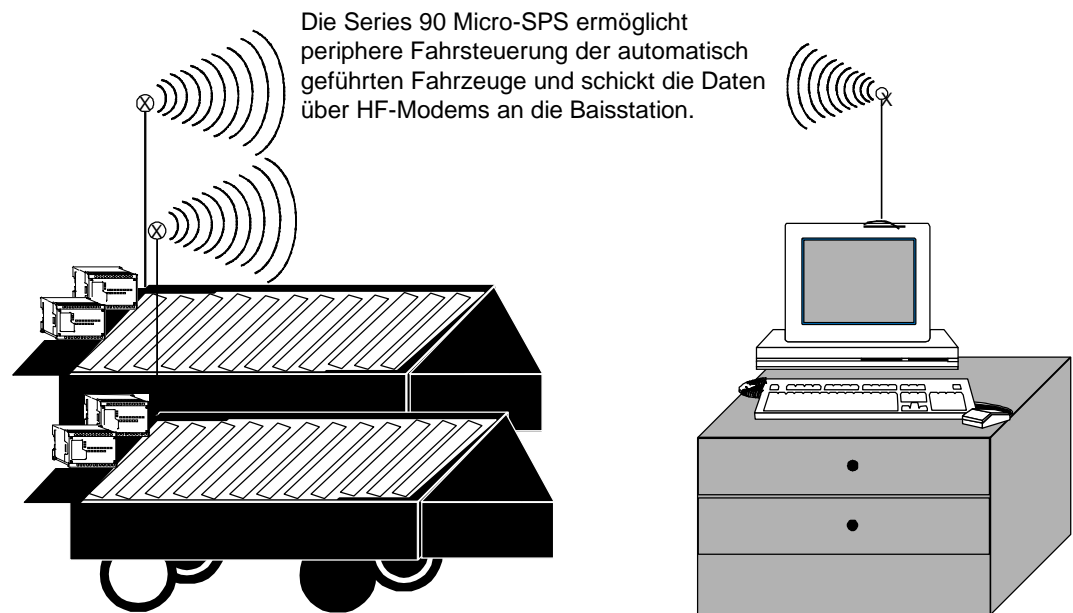 Die Series 90 Micro-SPS ermöglicht
periphere Fahrsteuerung der automatisch
geführten Fahrzeuge und schickt die Daten
über HF-Modems an die Baisstation.